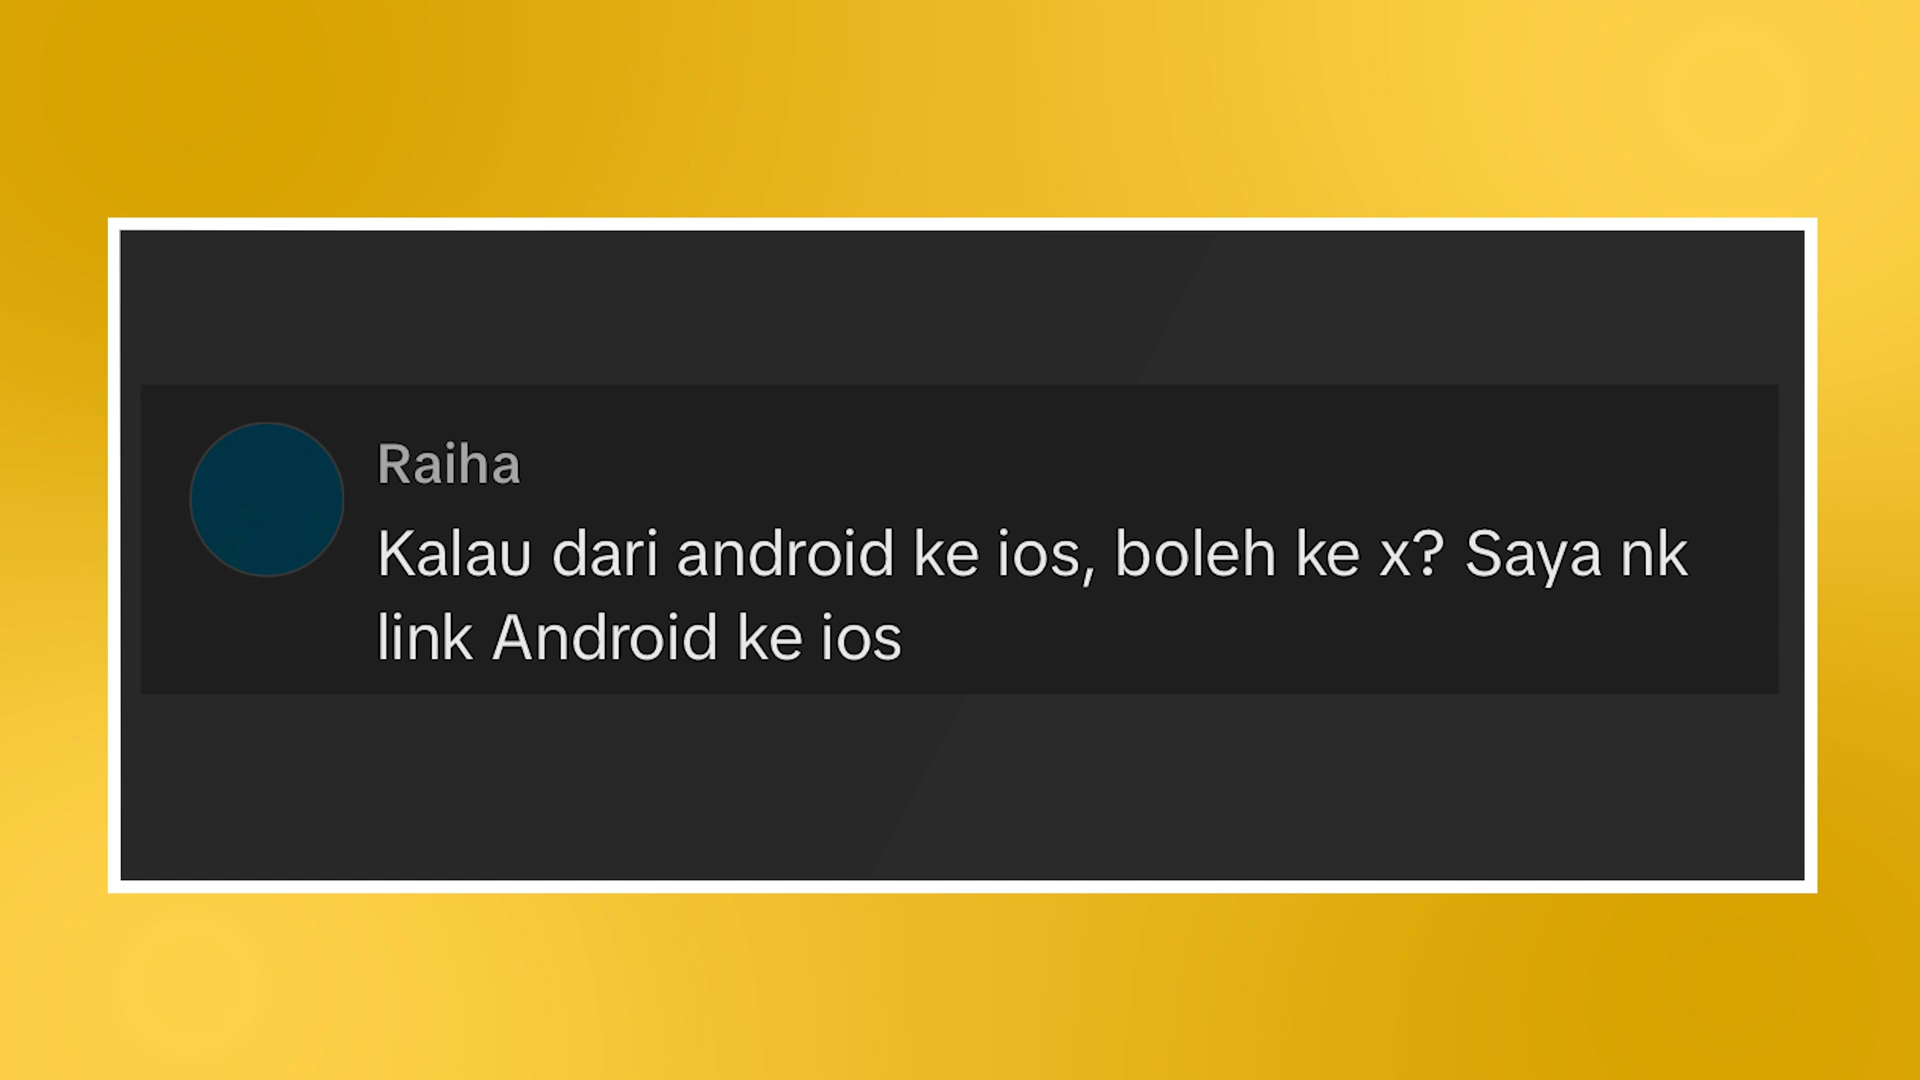 Raiha
Kalau dari android ke ios, boleh ke x? Saya nk
link Android ke ios